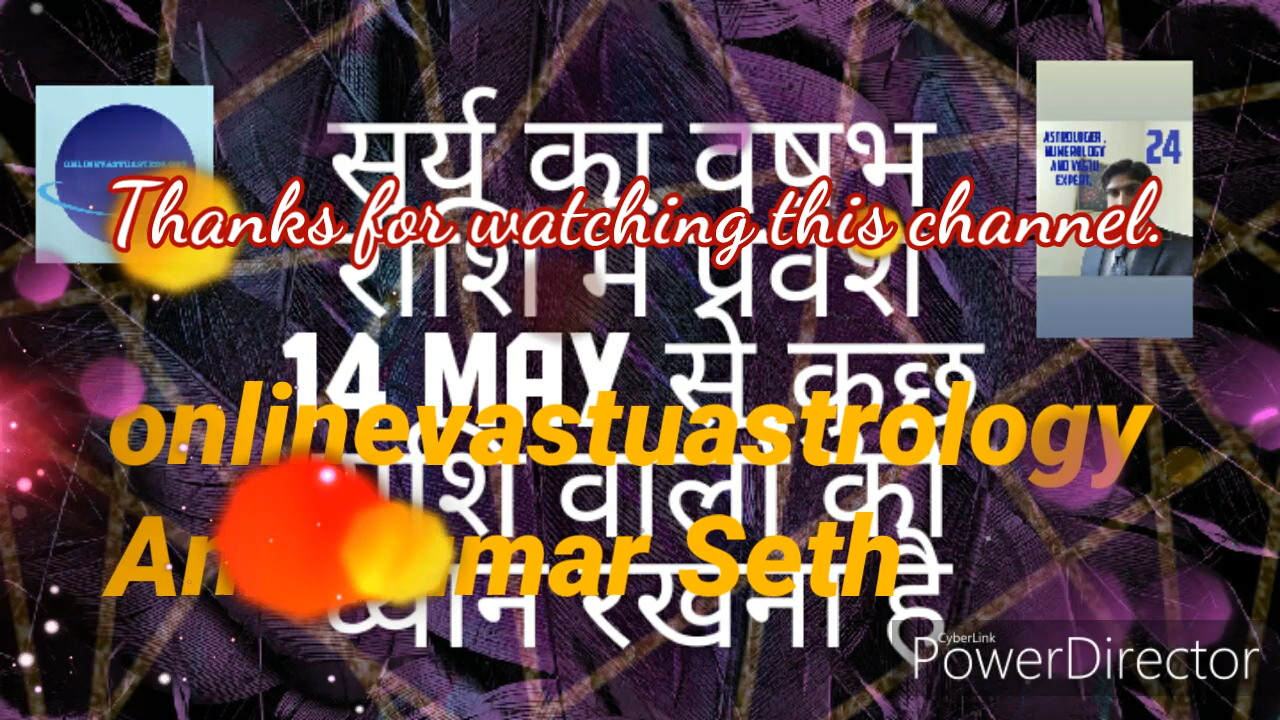 सूर्य का वृषभ
Thanks for watching this channel.
राशि में प्रवेश
14 MAY से कुछ
onlinevastuastrology
राशि वालों को
Seth
ध्यान रखना है
ASTROLOGER,
NUMEROLOGY
AND VASTU
EXPERT,
24
CyberLink
PowerDirector